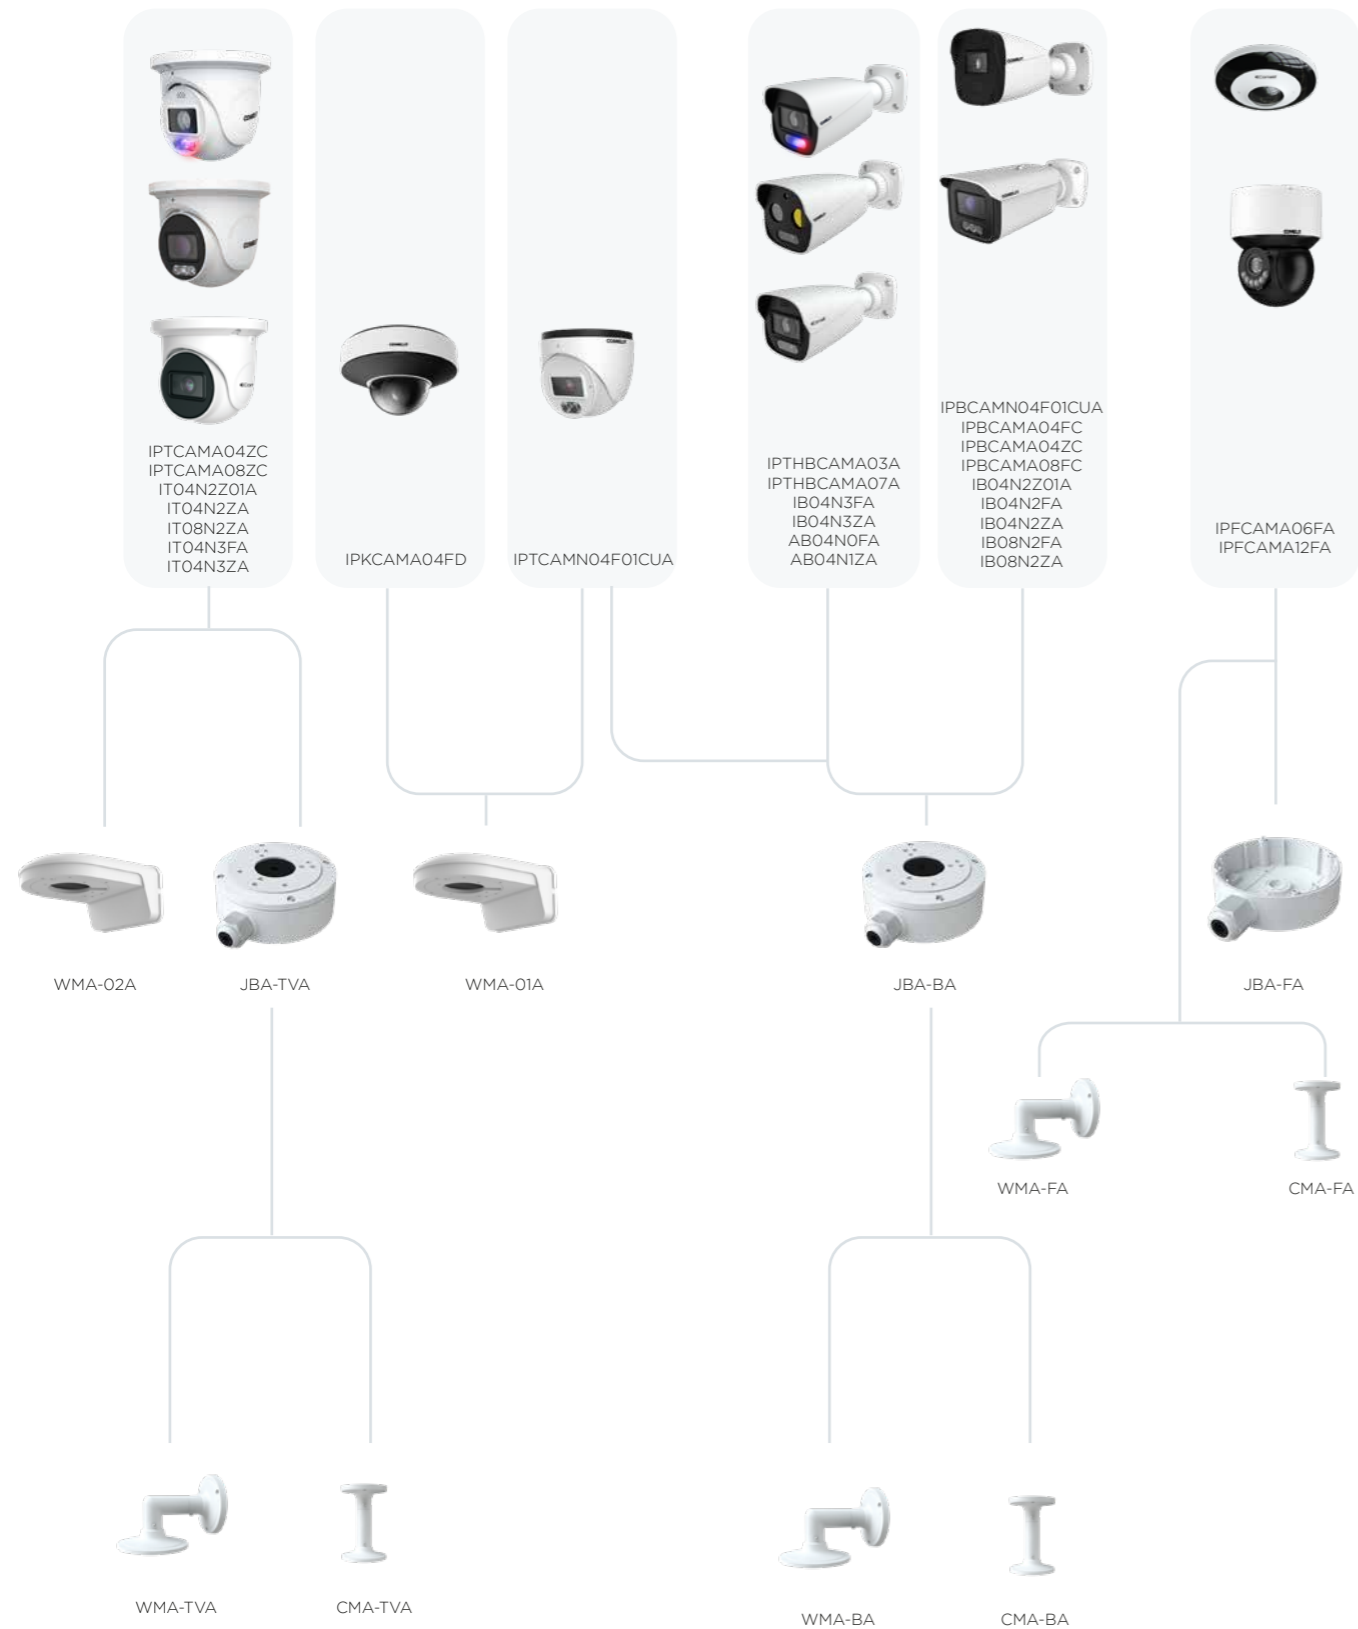 IPTCAMA04ZC
IPTCAMA08ZC
IT04N2Z01A
IT04N2ZA
IT08N2ZA
IT04N3FA
IT04N3ZA
IPKCAMA04FD
IPTCAMN04F01CUA
IPTHBCAMA03A
IPTHBCAMA07A
IB04N3FA
IB04N3ZA
AB04N0FA
AB04N1ZA
IPBCAMN04F01CUA
IPBCAMA04FC
IPBCAMA04ZC
IPBCAMA08FC
IB04N2Z01A
IB04N2FA
IB04N2ZA
IB08N2FA
IB08N2ZA
IPFCAMA06FA
IPFCAMA12FA
WMA-02A
JBA-TVA
WMA-01A
JBA-BA
JBA-FA
WMA-FA
CMA-FA
WMA-TVA
CMA-TVA
WMA-BA
CMA-BA